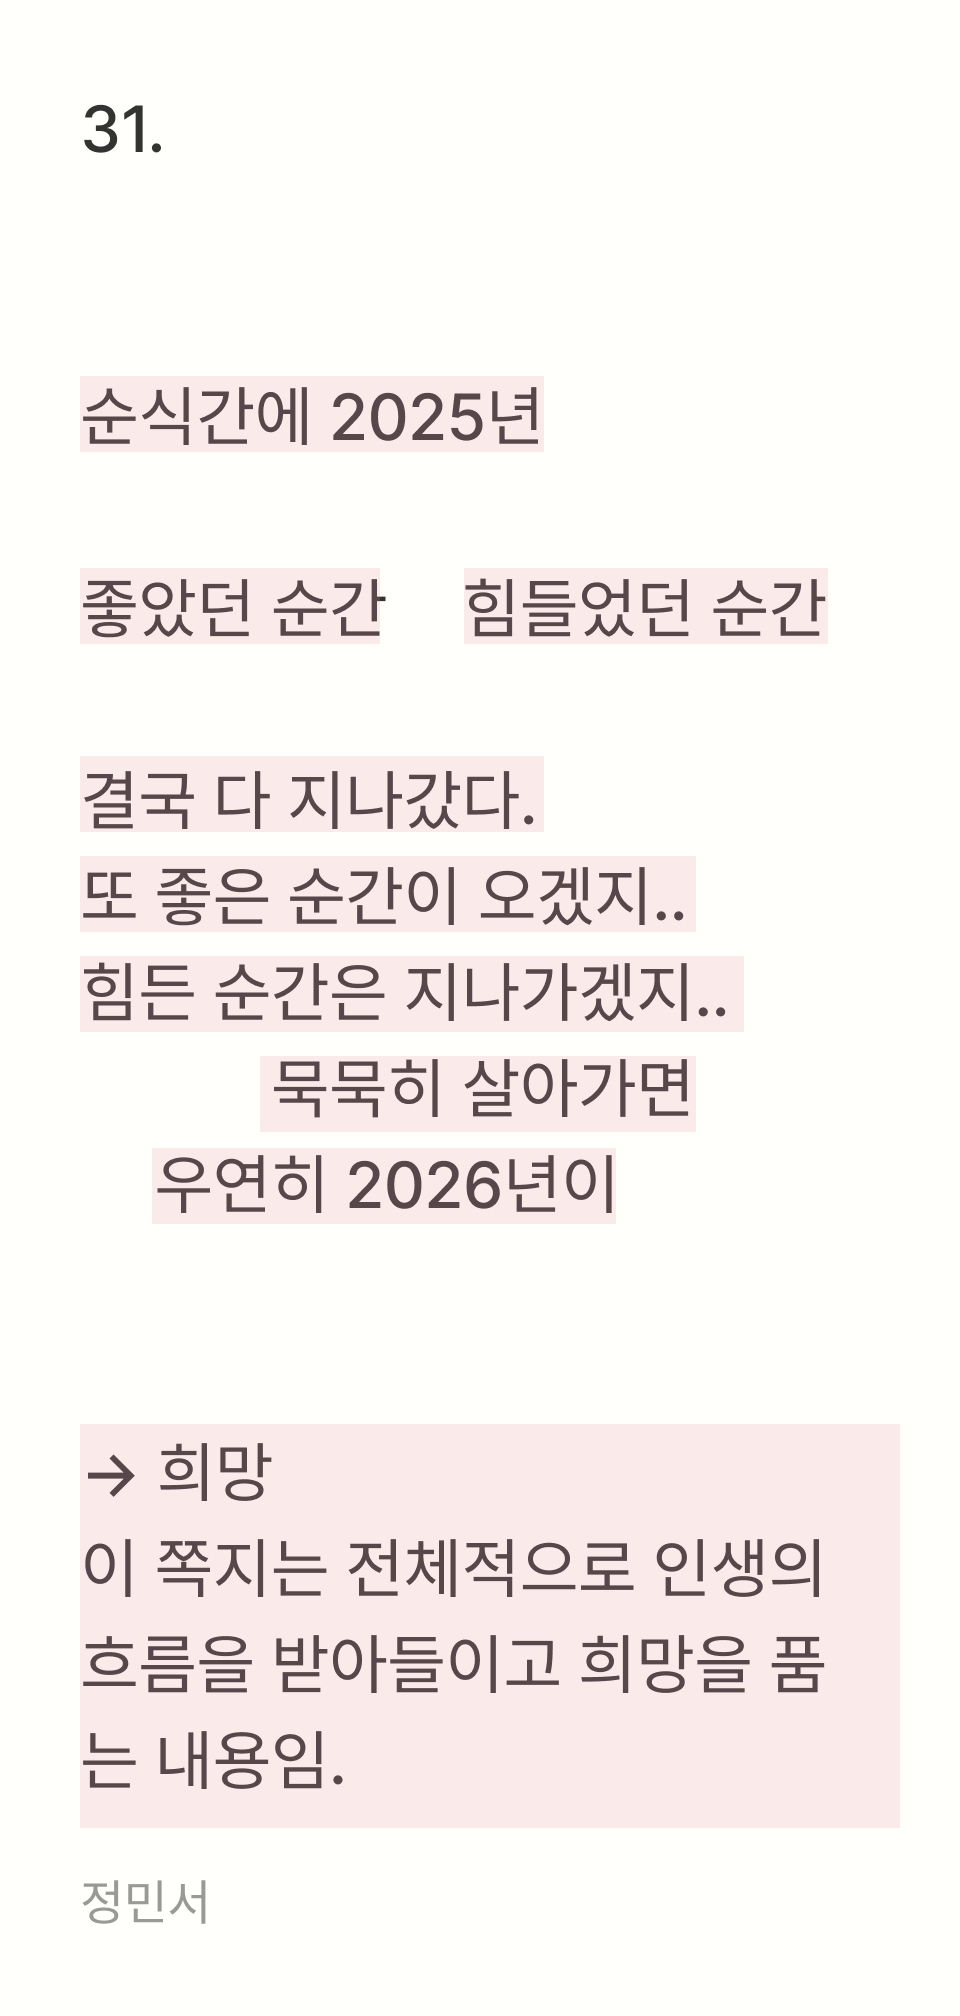 31.
순식간에 2025년
좋았던 순간 힘들었던 순간
결국 다 지나갔다.
또 좋은 순간이 오겠지..
힘든 순간은 지나가겠지..
묵묵히 살아가면
우연히 2026년이
→ 희망
이 쪽지는 전체적으로 인생의
흐름을 받아들이고 희망을 품
는 내용임.
정민서